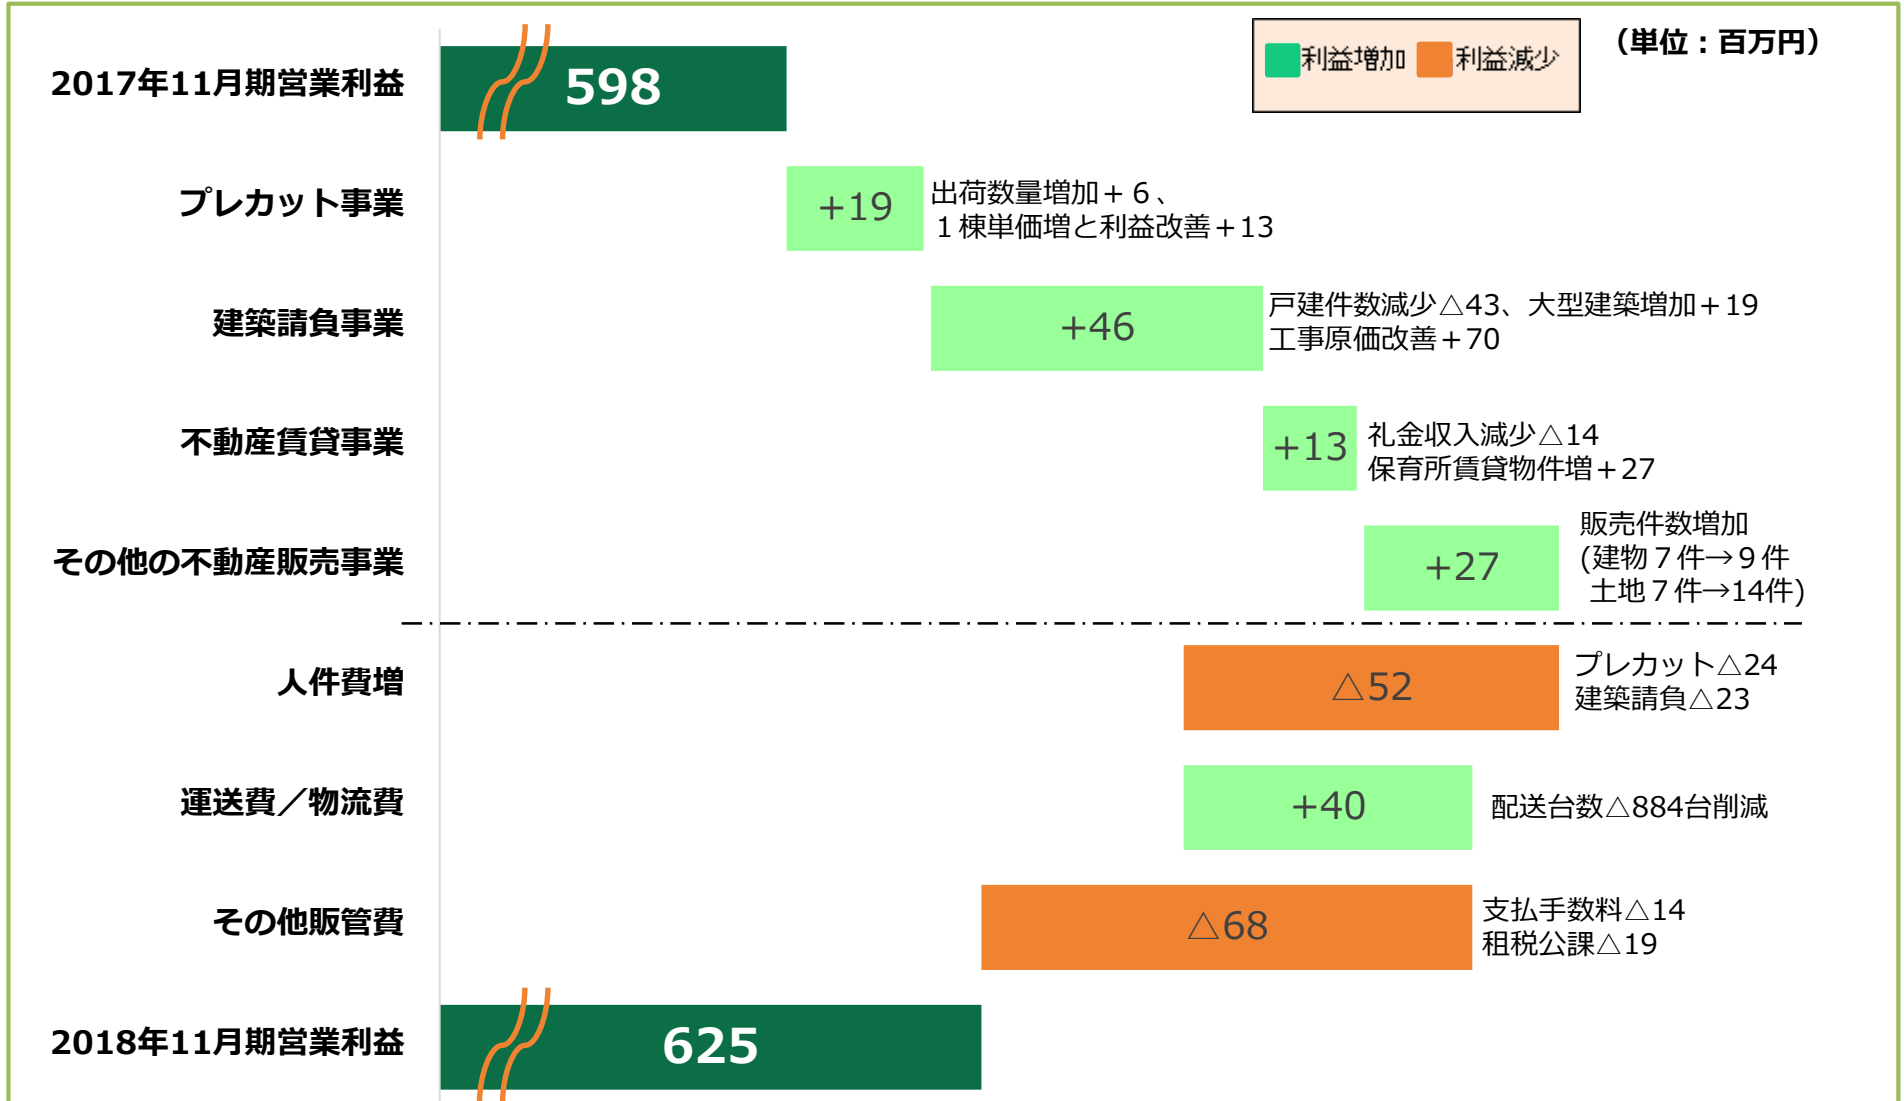 利益増加 利益減少
（単位：百万円）
2017年11月期営業利益
598
プレカット事業
+19
出荷数量増加＋６、
１棟単価増と利益改善＋13
建築請負事業
+46
戸建件数減少△43、大型建築増加＋19
工事原価改善＋70
不動産賃貸事業
+13
礼金収入減少△14
保育所賃貸物件増＋27
その他の不動産販売事業
+27
販売件数増加
(建物７件→９件
土地７件→14件)
人件費増
△52
プレカット△24
建築請負△23
運送費／物流費
+40
配送台数△884台削減
その他販管費
△68
支払手数料△14
租税公課△19
2018年11月期営業利益
625